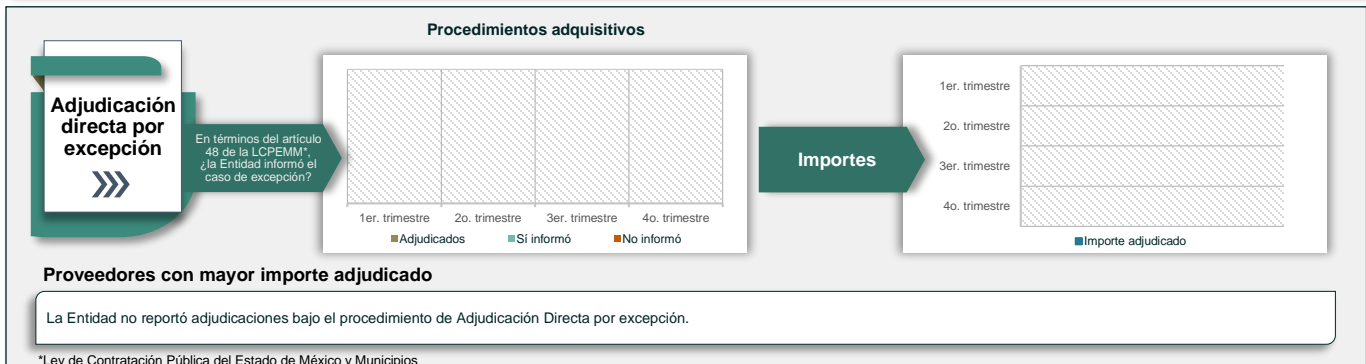 Procedimientos adquisitivos
Adjudicación
directa por
excepción
En términos del artículo
48 de la LCPEMM*,
¿la Entidad informó el
caso de excepción?
1er. trimestre 2o. trimestre 3er. trimestre 4o. trimestre
Adjudicados Sí informó No informó
Importes
1er. trimestre
2o. trimestre
3er. trimestre
4o. trimestre
Importe adjudicado
Proveedores con mayor importe adjudicado
La Entidad no reportó adjudicaciones bajo el procedimiento de Adjudicación Directa por excepción.
*Ley de Contratación Pública del Estado de México y Municipios